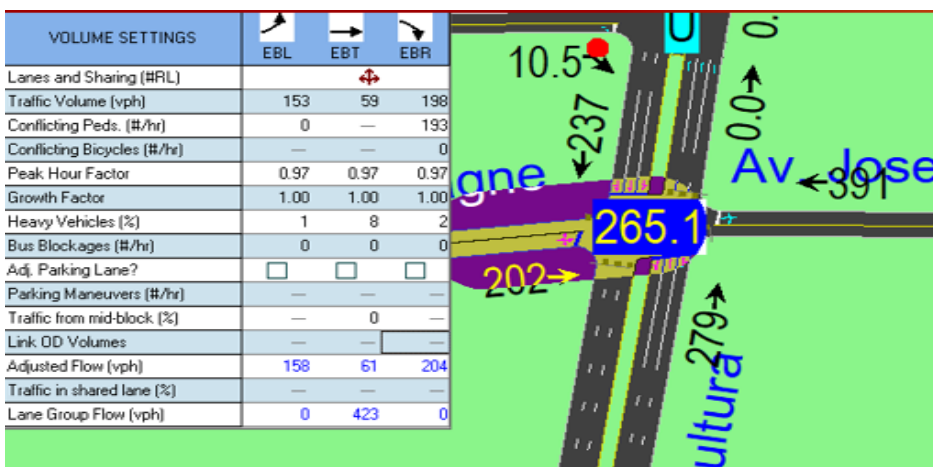 VOLUME SETTINGS
EBL EBT EBR
Lanes and Sharing (#RL)
Traffic Volume (vph) 153 59 198
Conflicting Peds. (#/hr) 0 — 193
Conflicting Bicycles (#/hr) — — 0
Peak Hour Factor 0.97 0.97 0.97
Growth Factor 1.00 1.00 1.00
Heavy Vehicles (%) 1 8 2
Bus Blockages (#/hr) 0 0 0
Adj. Parking Lane?
Parking Maneuvers (#/hr) — — —
Traffic from mid-block (%) — 0 —
Link OD Volumes — — —
Adjusted Flow (vph) 158 61 204
Traffic in shared lane (%) — — —
Lane Group Flow (vph) 0 423 0
U
0.
10.5
237
0.0
gne
Av. Jose
391
265.1
202
279
ultura